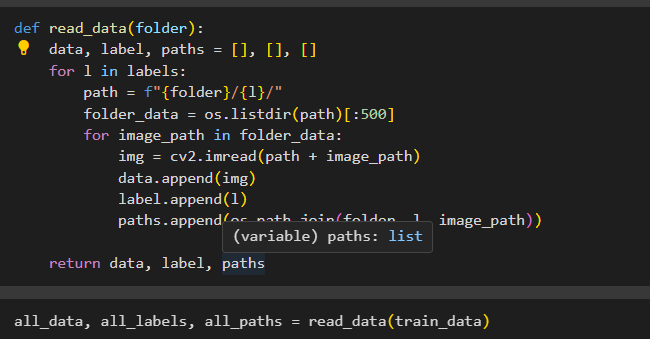 def read_data(folder):
    data, label, paths = [], [], []
    for l in labels:
        path = f"{folder}/{l}/"
        folder_data = os.listdir(path)[:500]
        for image_path in folder_data:
            img = cv2.imread(path + image_path)
            data.append(img)
            label.append(l)
            paths.append(os.path.join(folder, l, image_path))
(variable) paths: list
    return data, label, paths
all_data, all_labels, all_paths = read_data(train_data)